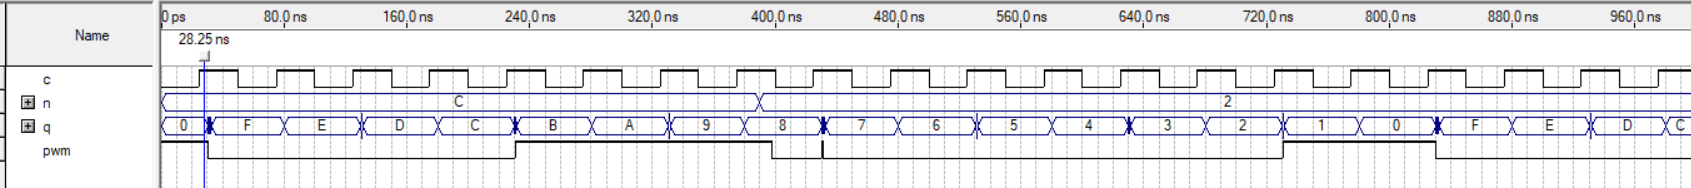 Name
0 ps 80.0 ns 160.0 ns 240.0 ns 320.0 ns 400.0 ns 480.0 ns 560.0 ns 640.0 ns 720.0 ns 800.0 ns 880.0 ns 960.0 ns
28.25 ns
c
n C 2
q 0 F E D C B A 9 8 7 6 5 4 3 2 1 0 F E D C
pwm